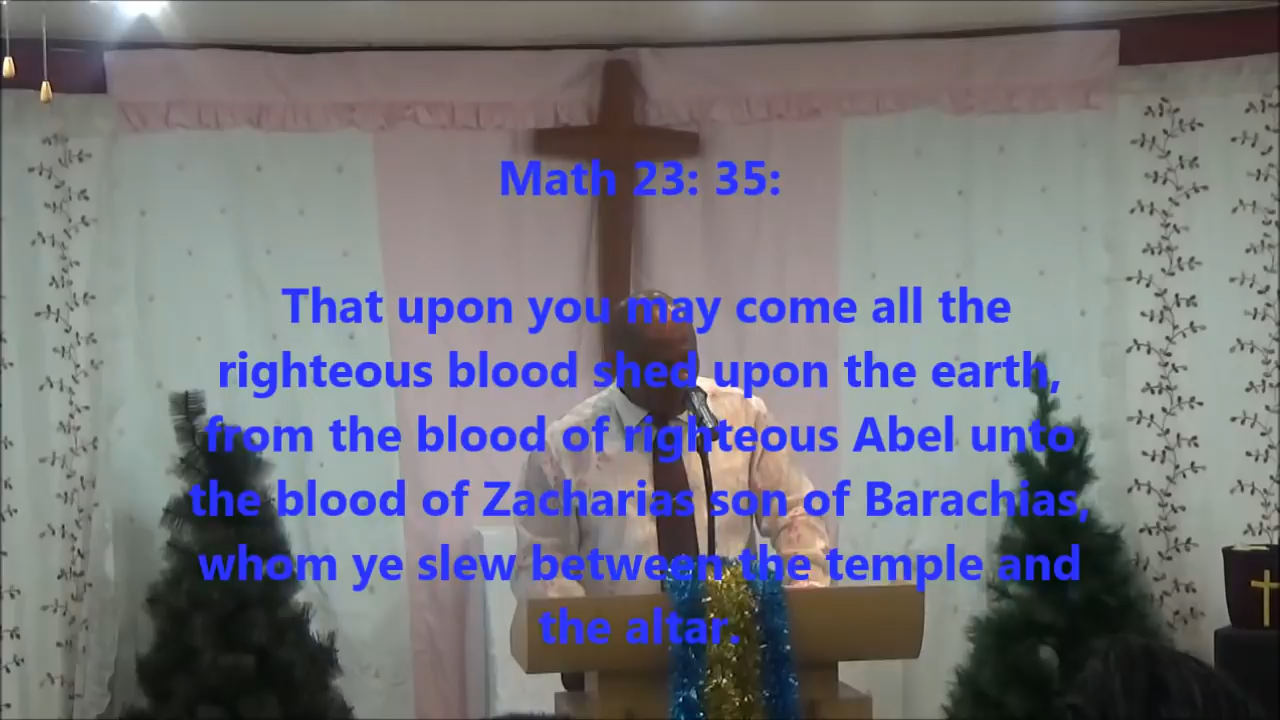 Math 23: 35:
That upon you may come all the
righteous blood shed upon the earth,
from the blood of righteous Abel unto
the blood of Zacharias son of Barachias,
whom ye slew between the temple and
the altar.